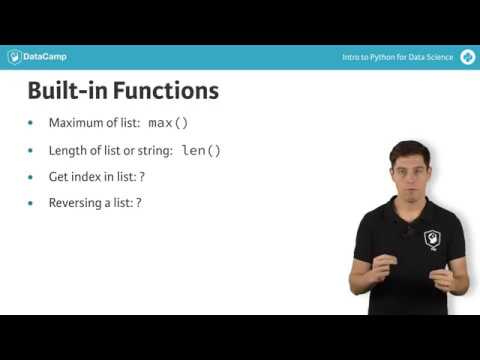 DataCamp
Intro to Python for Data Science
Built-in Functions
• Maximum of list: max()
• Length of list or string: len()
• Get index in list: ?
• Reversing a list: ?